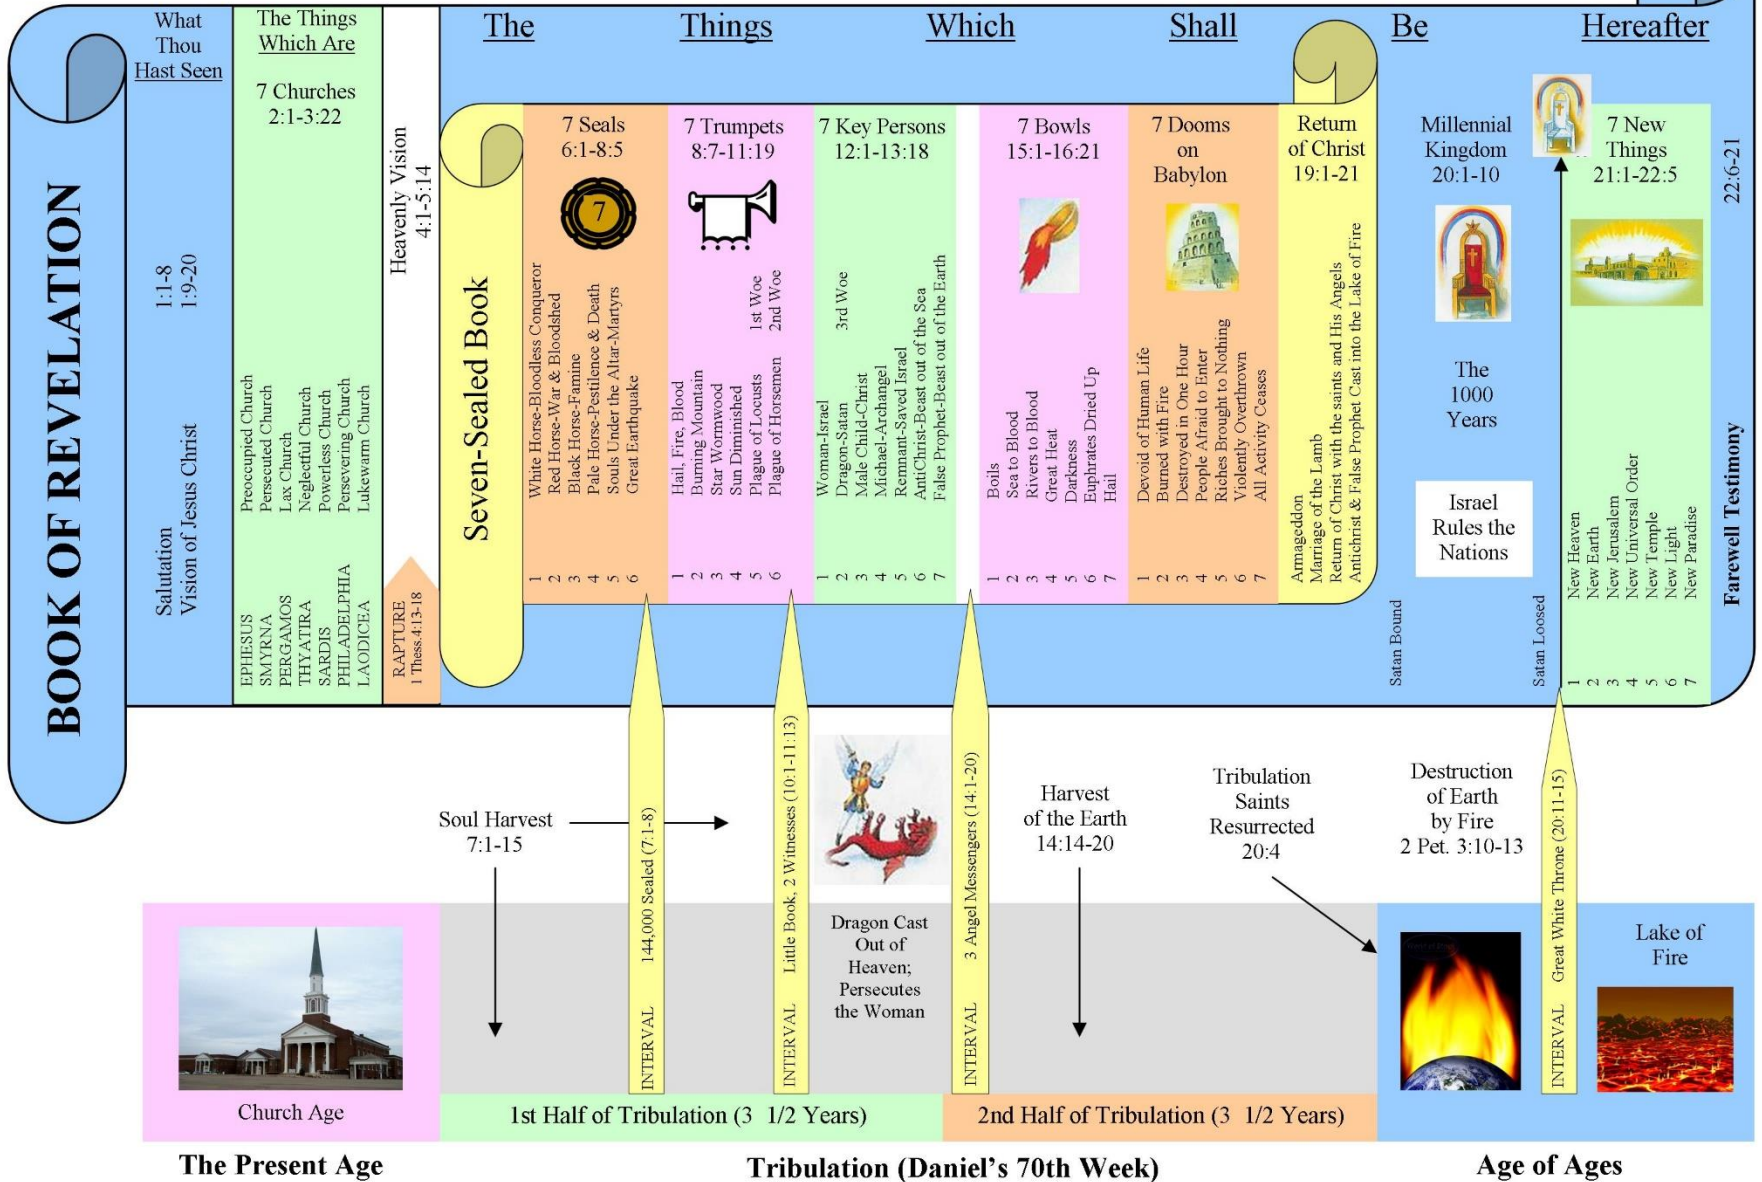 BOOK OF REVELATION
What
Thou
Hast Seen
Salutation 1:1-8
Vision of Jesus Christ 1:9-20
The Things
Which Are
7 Churches
2:1-3:22
EPHESUS Preoccupied Church
SMYRNA Persecuted Church
PERGAMOS Lax Church
THYATIRA Neglectful Church
SARDIS Powerless Church
PHILADELPHIA Persevering Church
LAODICEA Lukewarm Church
Heavenly Vision
4:1-5:14
RAPTURE
1 Thess.4:13-18
The Things Which Shall Be Hereafter
Seven-Sealed Book
7 Seals
6:1-8:5
7
1 White Horse-Bloodless Conqueror
2 Red Horse-War & Bloodshed
3 Black Horse-Famine
4 Pale Horse-Pestilence & Death
5 Souls Under the Altar-Martyrs
6 Great Earthquake
7 Trumpets
8:7-11:19
1 Hail, Fire, Blood
2 Burning Mountain
3 Star Wormwood
4 Sun Diminished
5 Plague of Locusts 1st Woe
6 Plague of Horsemen 2nd Woe
7 Key Persons
12:1-13:18
1 Woman-Israel
2 Dragon-Satan 3rd Woe
3 Male Child-Christ
4 Michael-Archangel
5 Remnant-Saved Israel
6 AntiChrist-Beast out of the Sea
7 False Prophet-Beast out of the Earth
7 Bowls
15:1-16:21
1 Boils
2 Sea to Blood
3 Rivers to Blood
4 Great Heat
5 Darkness
6 Euphrates Dried Up
7 Hail
7 Dooms
on
Babylon
1 Devoid of Human Life
2 Burned with Fire
3 Destroyed in One Hour
4 People Afraid to Enter
5 Riches Brought to Nothing
6 Violently Overthrown
7 All Activity Ceases
Return
of Christ
19:1-21
Armageddon
Marriage of the Lamb
Return of Christ with the saints and His Angels
Antichrist & False Prophet Cast into the Lake of Fire
Millennial
Kingdom
20:1-10
The
1000
Years
Israel
Rules the
Nations
Satan Bound
Satan Loosed
7 New
Things
21:1-22:5
1 New Heaven
2 New Earth
3 New Jerusalem
4 New Universal Order
5 New Temple
6 New Light
7 New Paradise
Farewell Testimony 22:6-21
Soul Harvest
7:1-15
INTERVAL 144,000 Sealed (7:1-8)
INTERVAL Little Book, 2 Witnesses (10:1-11:13)
Dragon Cast
Out of
Heaven;
Persecutes
the Woman
INTERVAL 3 Angel Messengers (14:1-20)
Harvest
of the Earth
14:14-20
Tribulation
Saints
Resurrected
20:4
Destruction
of Earth
by Fire
2 Pet. 3:10-13
INTERVAL Great White Throne (20:11-15)
Lake of
Fire
Church Age
1st Half of Tribulation (3 1/2 Years)
2nd Half of Tribulation (3 1/2 Years)
The Present Age
Tribulation (Daniel's 70th Week)
Age of Ages